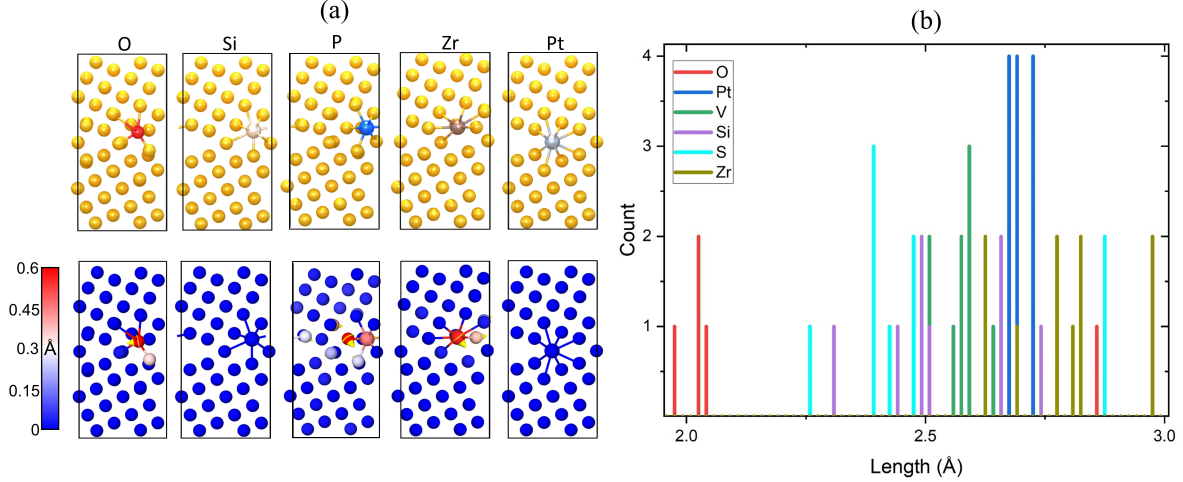 (a)
O Si P Zr Pt
0.6
0.45
0.3
0.15
0
Å
(b)
4
3
2
1
Count
O
Pt
V
Si
S
Zr
2.0 2.5 3.0
Length (Å)